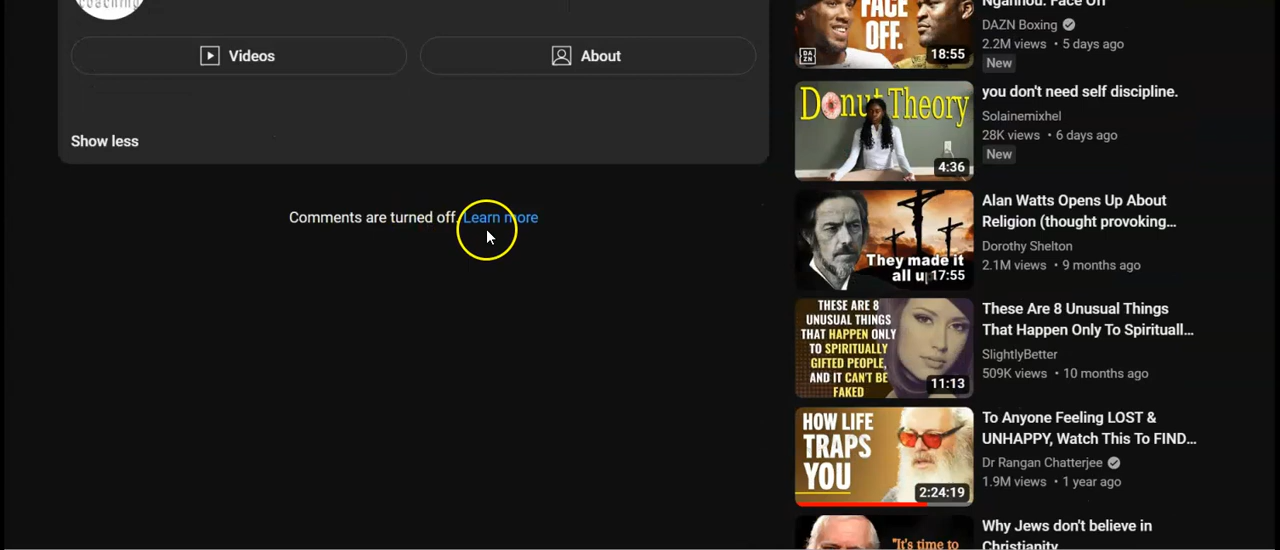 coaching
Videos
About
Show less
Comments are turned off. Learn more
FACE
OFF.
DAZN
18:55
Ngannou: Face Off
DAZN Boxing
2.2M views • 5 days ago
New
Donut Theory
4:36
you don't need self discipline.
Solainemixhel
28K views • 6 days ago
New
They made it
all up
17:55
Alan Watts Opens Up About
Religion (thought provoking…
Dorothy Shelton
2.1M views • 9 months ago
THESE ARE 8
UNUSUAL THINGS
THAT HAPPEN ONLY
TO SPIRITUALLY
GIFTED PEOPLE,
AND IT CAN'T BE
FAKED
11:13
These Are 8 Unusual Things
That Happen Only To Spirituall…
SlightlyBetter
509K views • 10 months ago
HOW LIFE
TRAPS
YOU
2:24:19
To Anyone Feeling LOST &
UNHAPPY, Watch This To FIND…
Dr Rangan Chatterjee
1.9M views • 1 year ago
"It's time to
Why Jews don't believe in
Christianity